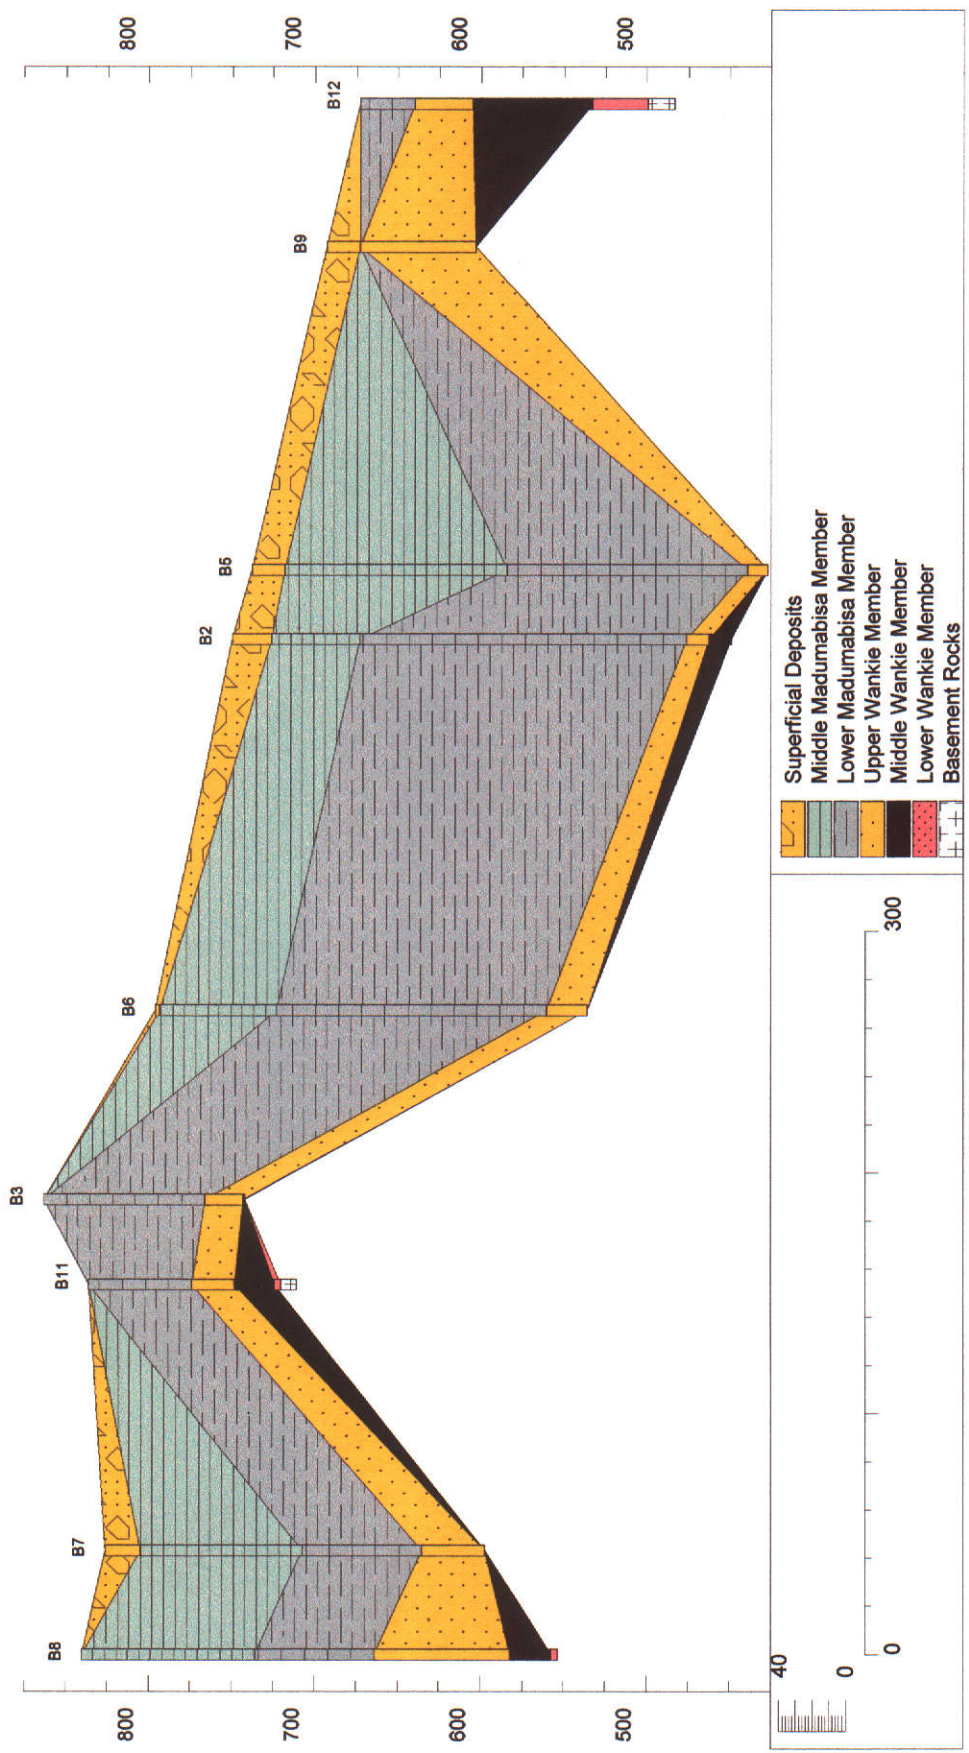 B8
B7
B11
B3
B6
B2
B5
B9
B12
800
700
600
500
800
700
600
500
40
0
0
300
Superficial Deposits
Middle Madumabisa Member
Lower Madumabisa Member
Upper Wankie Member
Middle Wankie Member
Lower Wankie Member
Basement Rocks